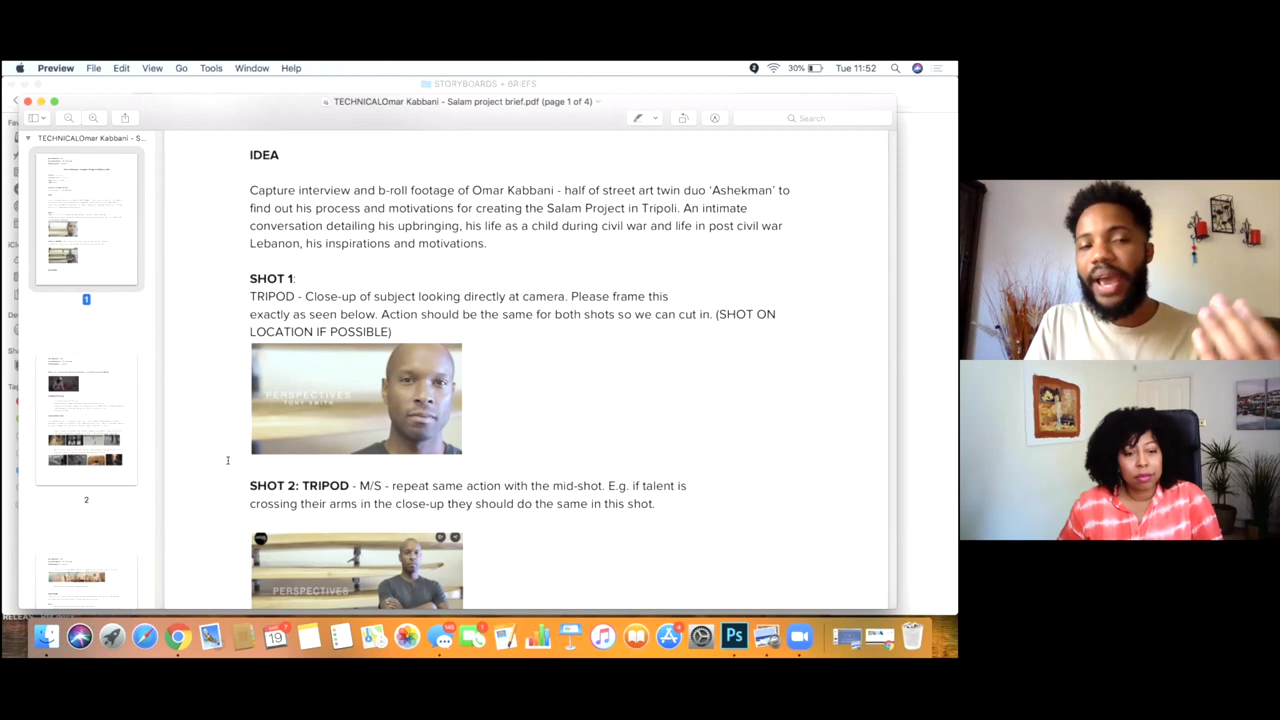 Preview File Edit View Go Tools Window Help 30% Tue 11:52
STORYBOARDS + BRIEFS
TECHNICALOmar Kabbani - Salam project brief.pdf (page 1 of 4)
Search
TECHNICALOmar Kabbani - S...
1
2
IDEA
Capture interview and b-roll footage of Omar Kabbani - half of street art twin duo ‘Ashekman’ to
find out his process and motivations for creating the Salam Project in Tripoli. An intimate
conversation detailing his upbringing, his life as a child during civil war and life in post civil war
Lebanon, his inspirations and motivations.
SHOT 1:
TRIPOD - Close-up of subject looking directly at camera. Please frame this
exactly as seen below. Action should be the same for both shots so we can cut in. (SHOT ON
LOCATION IF POSSIBLE)
PERSPECTIVES
TONY SMITH
SHOT 2: TRIPOD - M/S - repeat same action with the mid-shot. E.g. if talent is
crossing their arms in the close-up they should do the same in this shot.
PERSPECTIVES
19
Ps